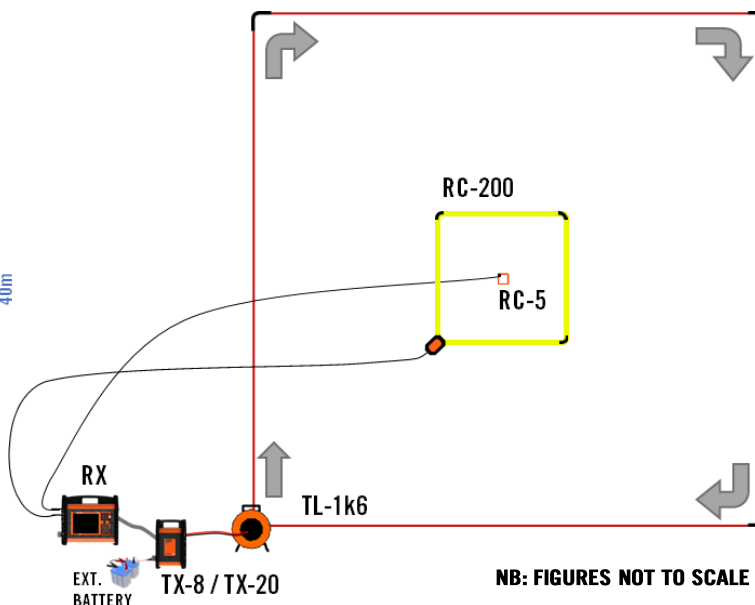 RC-200
40m
RC-5
RX
TL-1k6
EXT.
BATTERY
TX-8 / TX-20
NB: FIGURES NOT TO SCALE